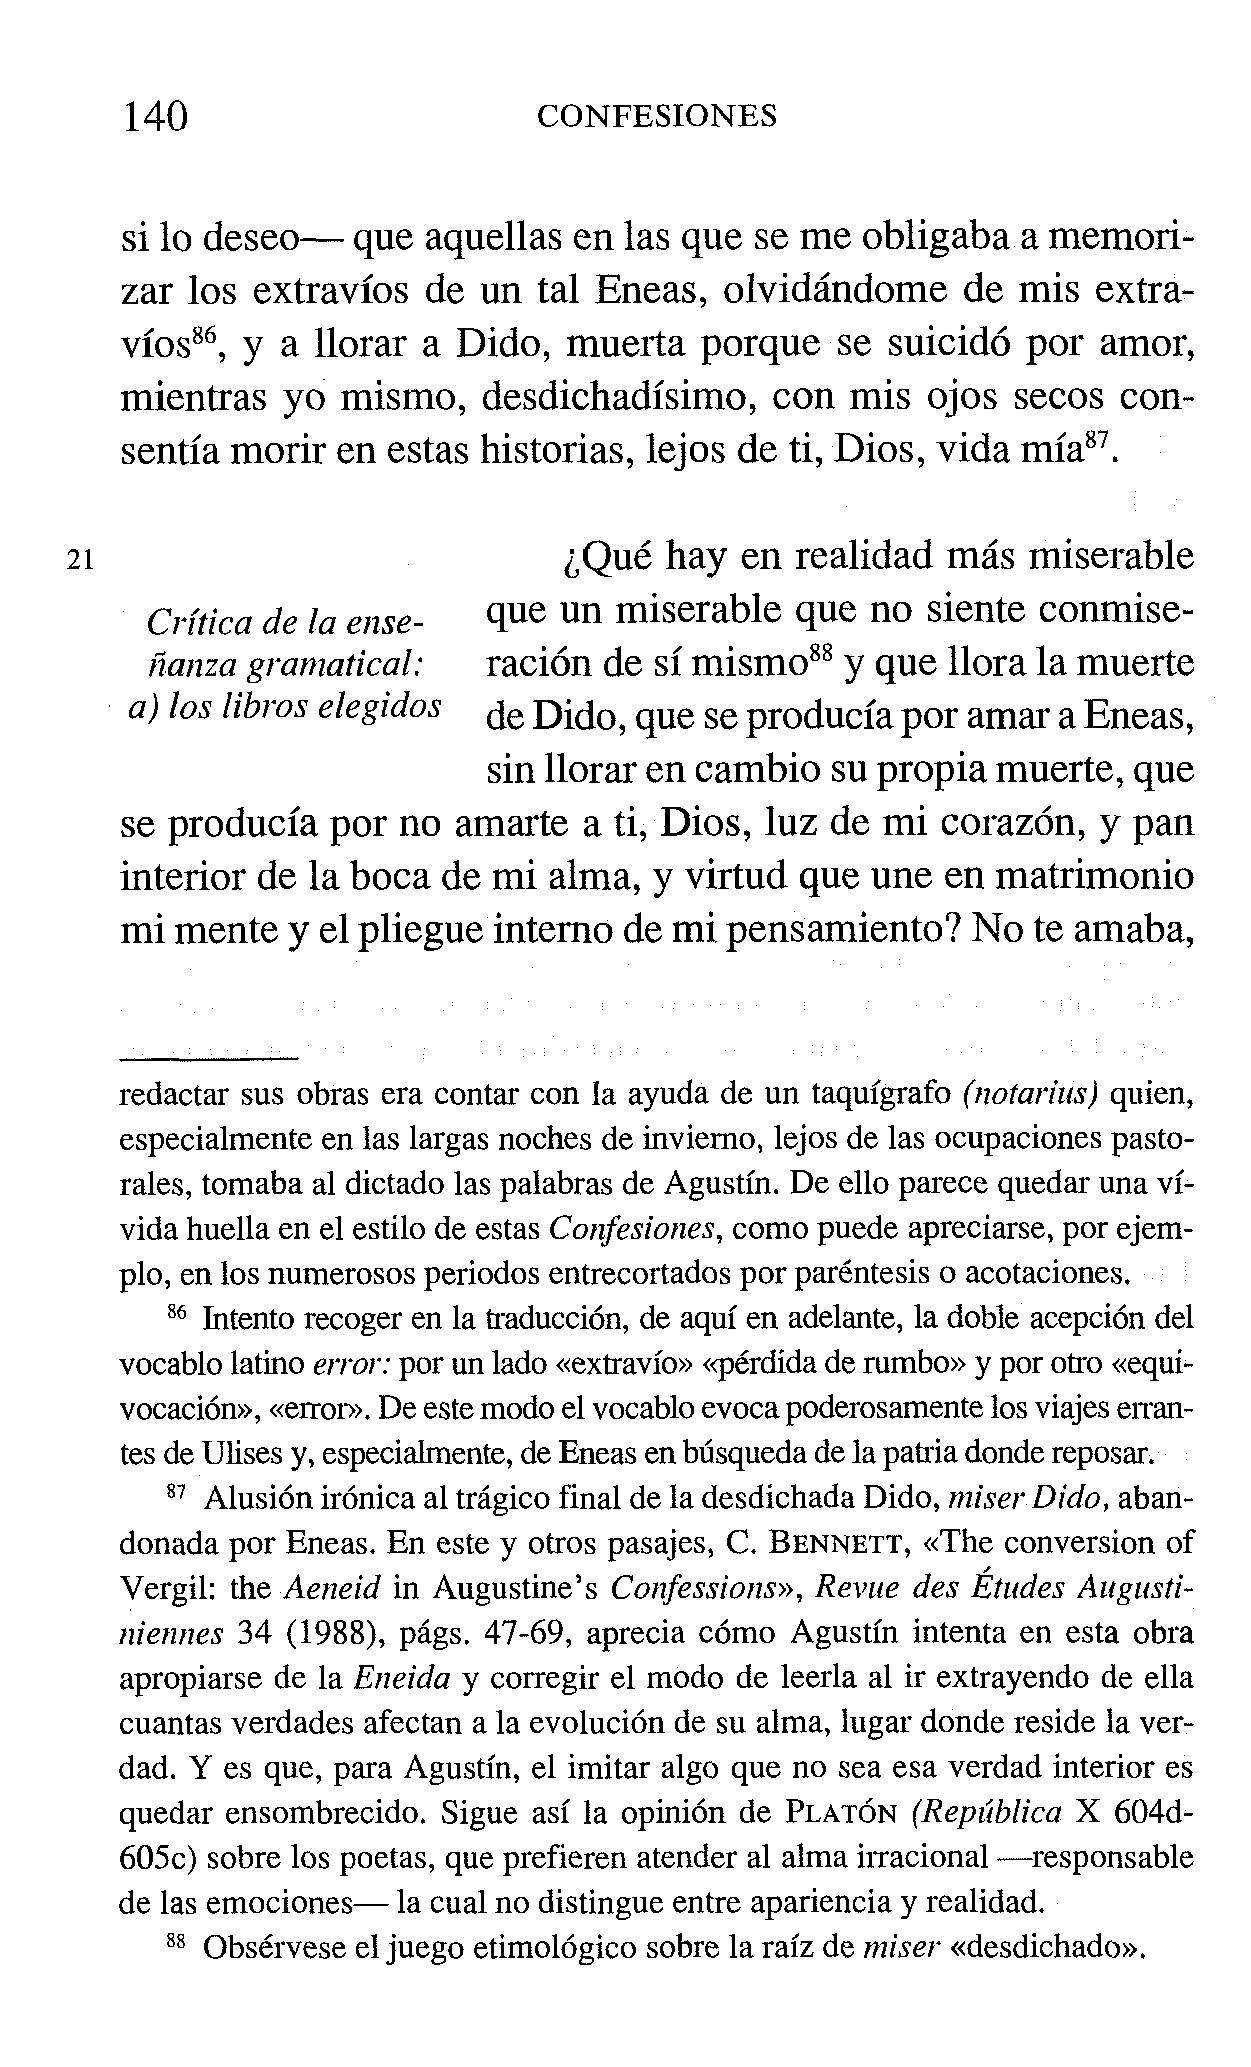 140 CONFESIONES
si lo deseo— que aquellas en las que se me obligaba a memori-
zar los extravíos de un tal Eneas, olvidándome de mis extra-
víos⁸⁶, y a llorar a Dido, muerta porque se suicidó por amor,
mientras yo mismo, desdichadísimo, con mis ojos secos con-
sentía morir en estas historias, lejos de ti, Dios, vida mía⁸⁷.
21
Crítica de la ense-
ñanza gramatical:
a) los libros elegidos
¿Qué hay en realidad más miserable
que un miserable que no siente conmise-
ración de sí mismo⁸⁸ y que llora la muerte
de Dido, que se producía por amar a Eneas,
sin llorar en cambio su propia muerte, que
se producía por no amarte a ti, Dios, luz de mi corazón, y pan
interior de la boca de mi alma, y virtud que une en matrimonio
mi mente y el pliegue interno de mi pensamiento? No te amaba,
redactar sus obras era contar con la ayuda de un taquígrafo (notarius) quien,
especialmente en las largas noches de invierno, lejos de las ocupaciones pasto-
rales, tomaba al dictado las palabras de Agustín. De ello parece quedar una ví-
vida huella en el estilo de estas Confesiones, como puede apreciarse, por ejem-
plo, en los numerosos periodos entrecortados por paréntesis o acotaciones.
⁸⁶ Intento recoger en la traducción, de aquí en adelante, la doble acepción del
vocablo latino error: por un lado «extravío» «pérdida de rumbo» y por otro «equi-
vocación», «error». De este modo el vocablo evoca poderosamente los viajes erran-
tes de Ulises y, especialmente, de Eneas en búsqueda de la patria donde reposar.
⁸⁷ Alusión irónica al trágico final de la desdichada Dido, miser Dido, aban-
donada por Eneas. En este y otros pasajes, C. BENNETT, «The conversion of
Vergil: the Aeneid in Augustine's Confessions», Revue des Études Augusti-
niennes 34 (1988), págs. 47-69, aprecia cómo Agustín intenta en esta obra
apropiarse de la Eneida y corregir el modo de leerla al ir extrayendo de ella
cuantas verdades afectan a la evolución de su alma, lugar donde reside la ver-
dad. Y es que, para Agustín, el imitar algo que no sea esa verdad interior es
quedar ensombrecido. Sigue así la opinión de PLATÓN (República X 604d-
605c) sobre los poetas, que prefieren atender al alma irracional —responsable
de las emociones— la cual no distingue entre apariencia y realidad.
⁸⁸ Obsérvese el juego etimológico sobre la raíz de miser «desdichado».